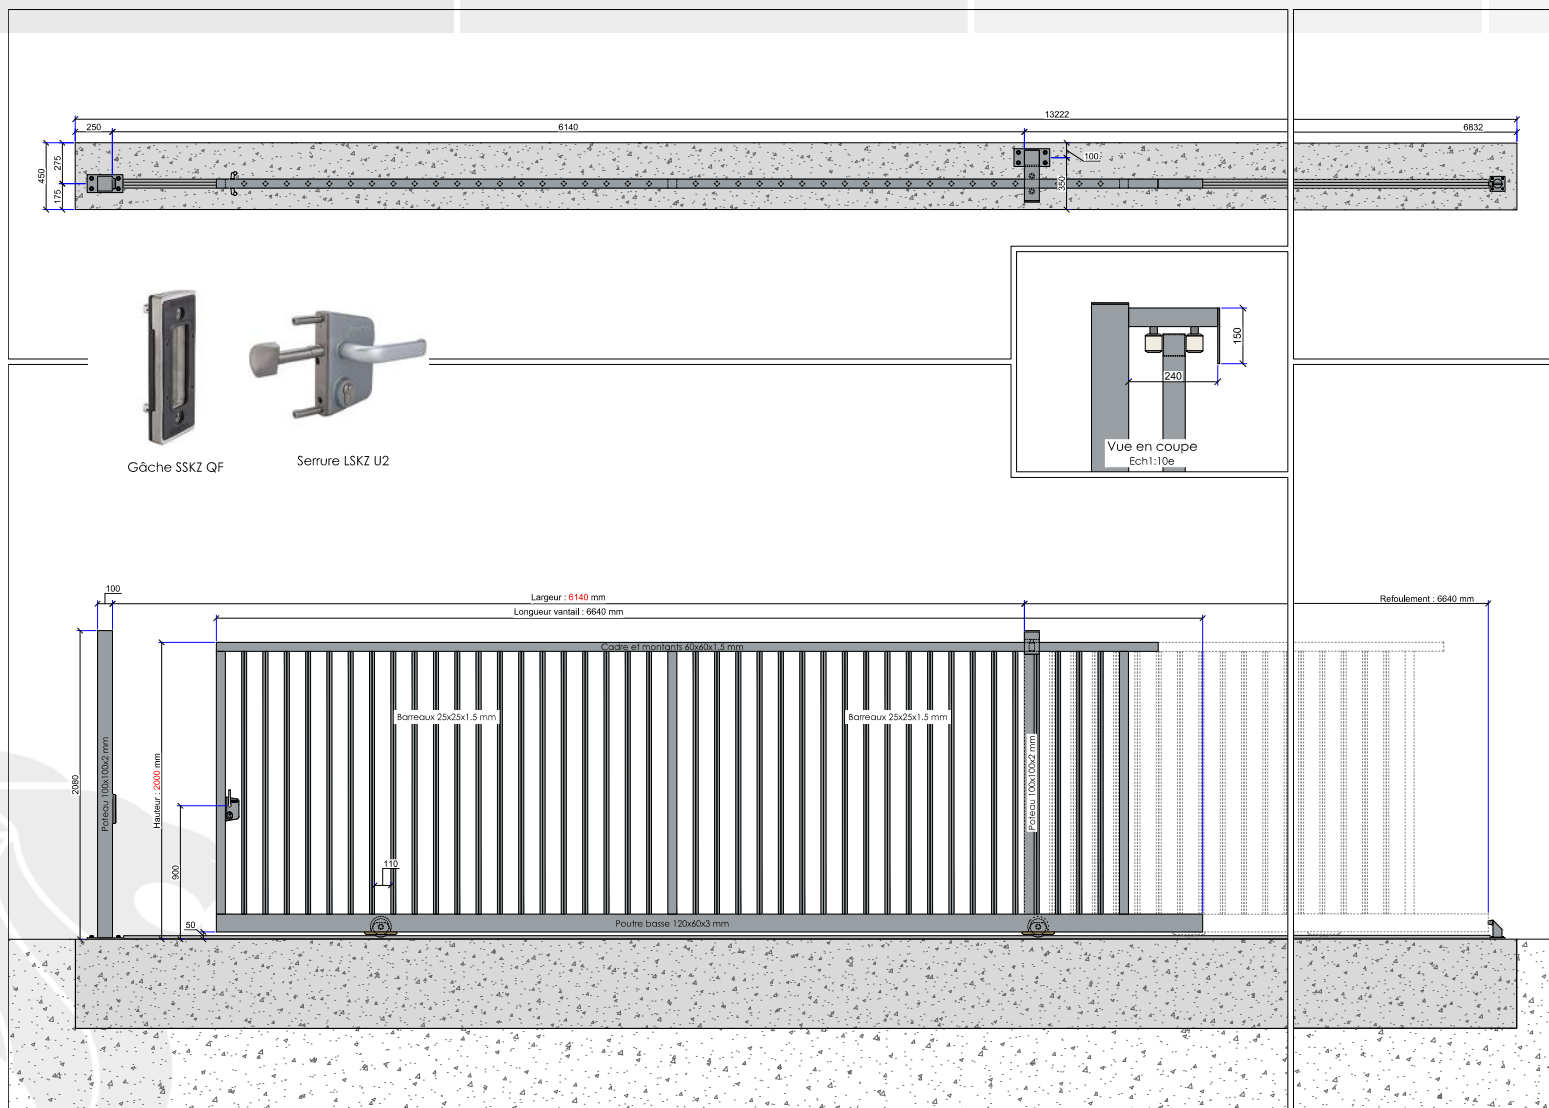 13222
250
6140
6832
450
275
175
100
350
150
240
Vue en coupe
Ech1:10e
Gâche SSKZ QF
Serrure LSKZ U2
100
Largeur : 6140 mm
Refoulement : 6640 mm
Longueur vantail : 6640 mm
Cadre et montants 60x60x1.5 mm
Barreaux 25x25x1.5 mm
Barreaux 25x25x1.5 mm
2080
Poteau 100x100x2 mm
Hauteur : 2000 mm
Poteau 100x100x2 mm
900
110
50
Poutre basse 120x60x3 mm